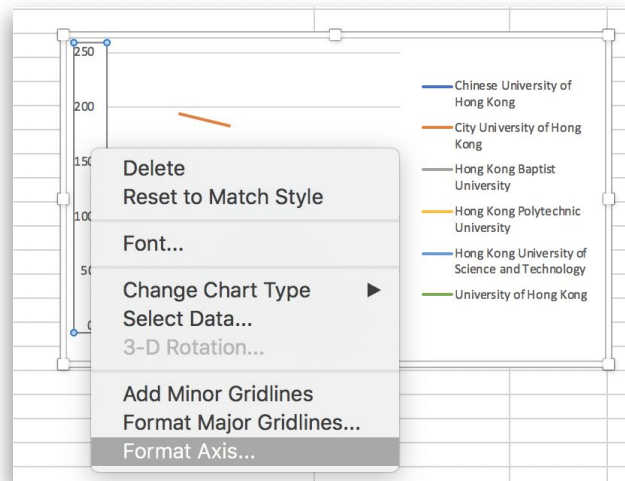 250
200
150
100
50
0
Chinese University of
Hong Kong
City University of Hong
Kong
Hong Kong Baptist
University
Hong Kong Polytechnic
University
Hong Kong University of
Science and Technology
University of Hong Kong
Delete
Reset to Match Style
Font...
Change Chart Type
Select Data...
3-D Rotation...
Add Minor Gridlines
Format Major Gridlines...
Format Axis...